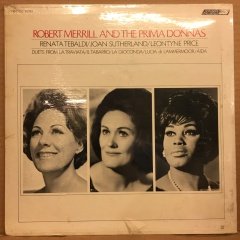 LONDON
ROBERT MERRILL AND THE PRIMA DONNAS
RENATA TEBALDI/JOAN SUTHERLAND/LEONTYNE PRICE
DUETS FROM LA TRAVIATA/IL TABARRO/LA GIOCONDA/LUCIA di LAMMERMOOR/AIDA